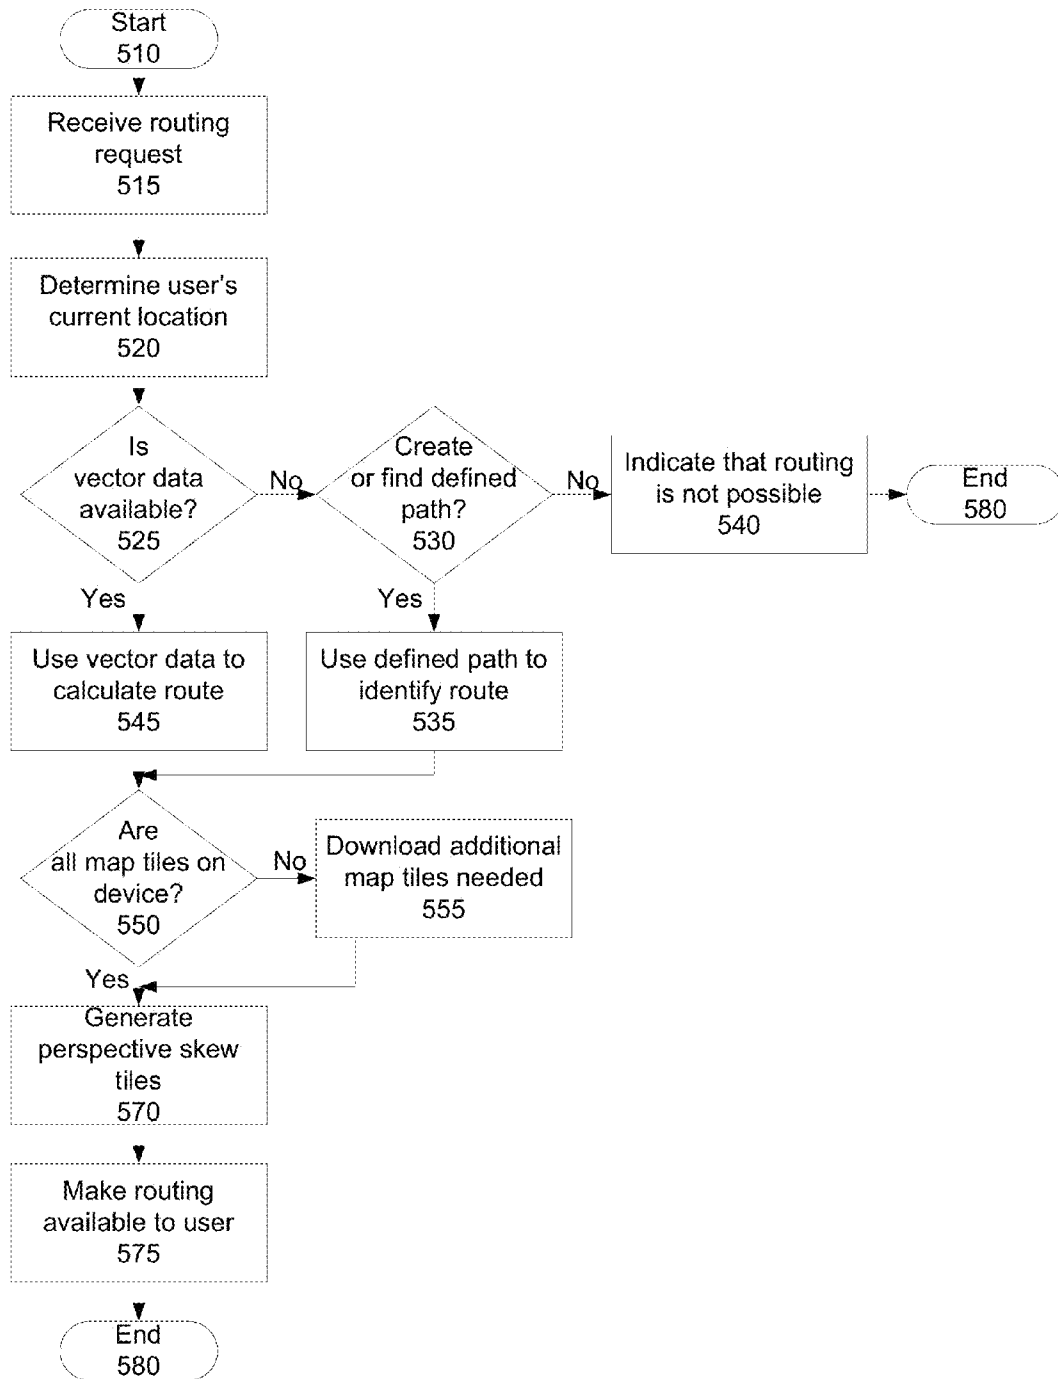 Start
510
Receive routing
request
515
Determine user's
current location
520
Is
vector data
available?
525
No
Create
or find defined
path?
530
No
Indicate that routing
is not possible
540
End
580
Yes
Yes
Use vector data to
calculate route
545
Use defined path to
identify route
535
Are
all map tiles on
device?
550
No
Download additional
map tiles needed
555
Yes
Generate
perspective skew
tiles
570
Make routing
available to user
575
End
580